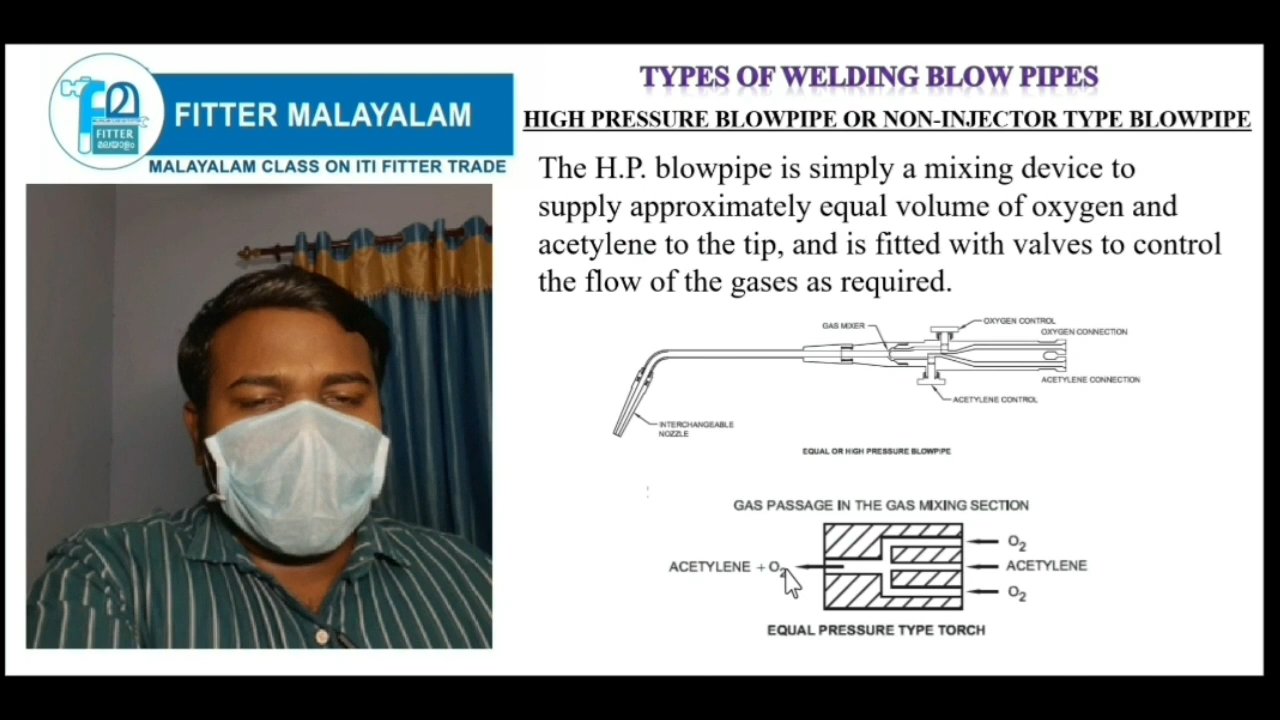 FITTER
മലയാളം
FITTER MALAYALAM
MALAYALAM CLASS ON ITI FITTER TRADE
TYPES OF WELDING BLOW PIPES
HIGH PRESSURE BLOWPIPE OR NON-INJECTOR TYPE BLOWPIPE
The H.P. blowpipe is simply a mixing device to
supply approximately equal volume of oxygen and
acetylene to the tip, and is fitted with valves to control
the flow of the gases as required.
GAS MIXER
OXYGEN CONTROL
OXYGEN CONNECTION
ACETYLENE CONNECTION
ACETYLENE CONTROL
INTERCHANGEABLE
NOZZLE
EQUAL OR HIGH PRESSURE BLOWPIPE
GAS PASSAGE IN THE GAS MIXING SECTION
O2
ACETYLENE + O2
ACETYLENE
O2
EQUAL PRESSURE TYPE TORCH